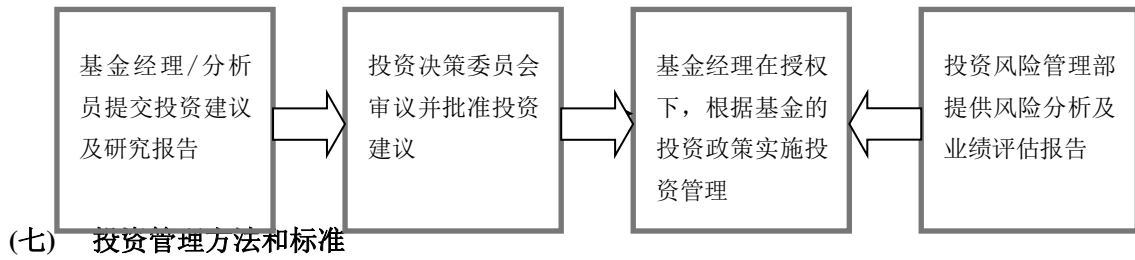 基金经理/分析
员提交投资建议
及研究报告
投资决策委员会
审议并批准投资
建议
基金经理在授权
下，根据基金的
投资政策实施投
资管理
投资风险管理部
提供风险分析及
业绩评估报告
(七) 投资管理方法和标准